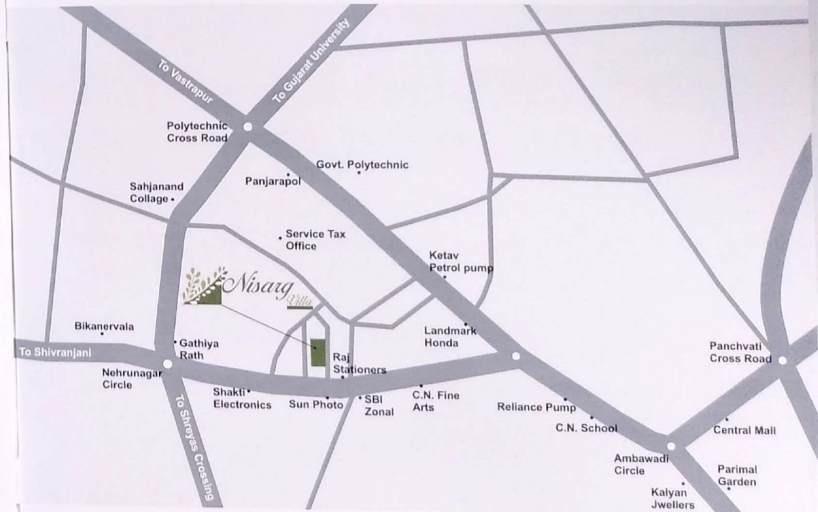 To Vastrapur
To Gujarat University
Polytechnic
Cross Road
Govt. Polytechnic
Panjarapol
Sahjanand
Collage
Service Tax
Office
Ketav
Petrol pump
Nisarg
Villa
Bikanervala
Gathiya
Rath
Landmark
Honda
Panchvati
Cross Road
To Shivranjani
Raj
Stationers
Nehrunagar
Circle
Shakti
Electronics
Sun Photo
SBI
Zonal
C.N. Fine
Arts
Reliance Pump
C.N. School
Central Mall
To Shreyas Crossing
Ambawadi
Circle
Parimal
Garden
Kalyan
Jwellers